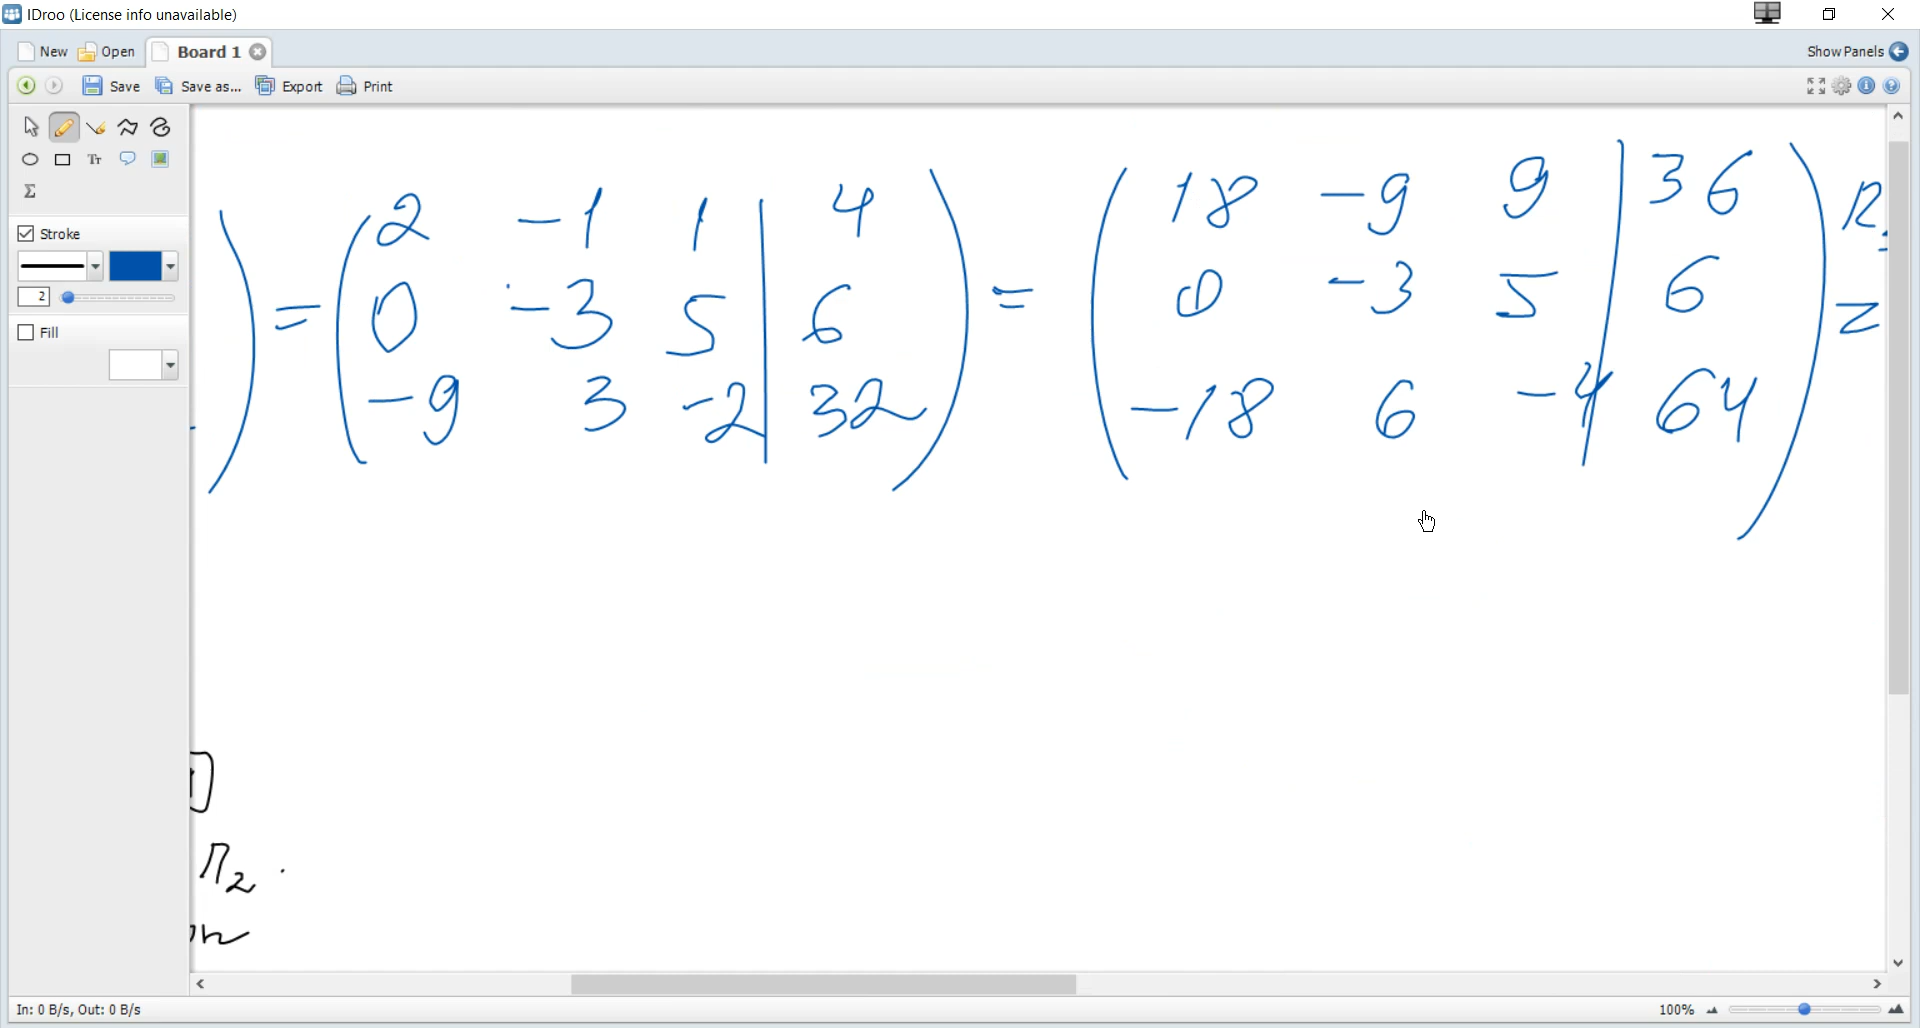 IDroo (License info unavailable)
New Open Board 1 Show Panels
Save Save as... Export Print
Tt
Σ
Stroke
2
Fill
) = ( 2 -1 1 | 4 ) = ( 18 -9 9 | 36 )
0 -3 5 | 6 0 -3 5 | 6
-9 3 -2 | 32 -18 6 -4 | 64
In: 0 B/s, Out: 0 B/s 100%